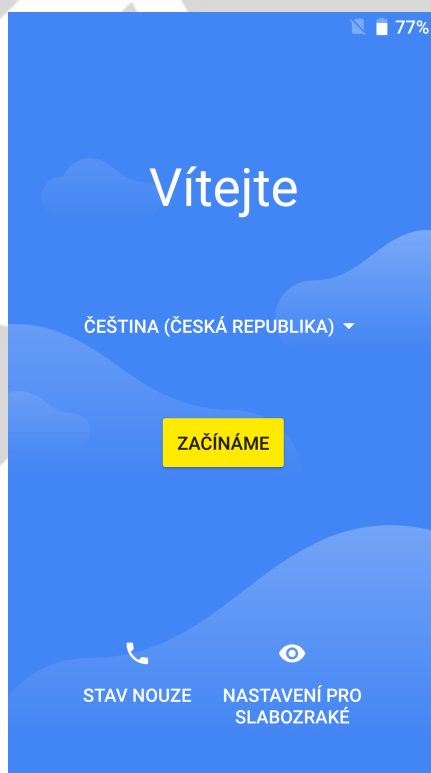 77%
Vítejte
ČEŠTINA (ČESKÁ REPUBLIKA)
ZAČÍNÁME
STAV NOUZE
NASTAVENÍ PRO
SLABOZRAKÉ